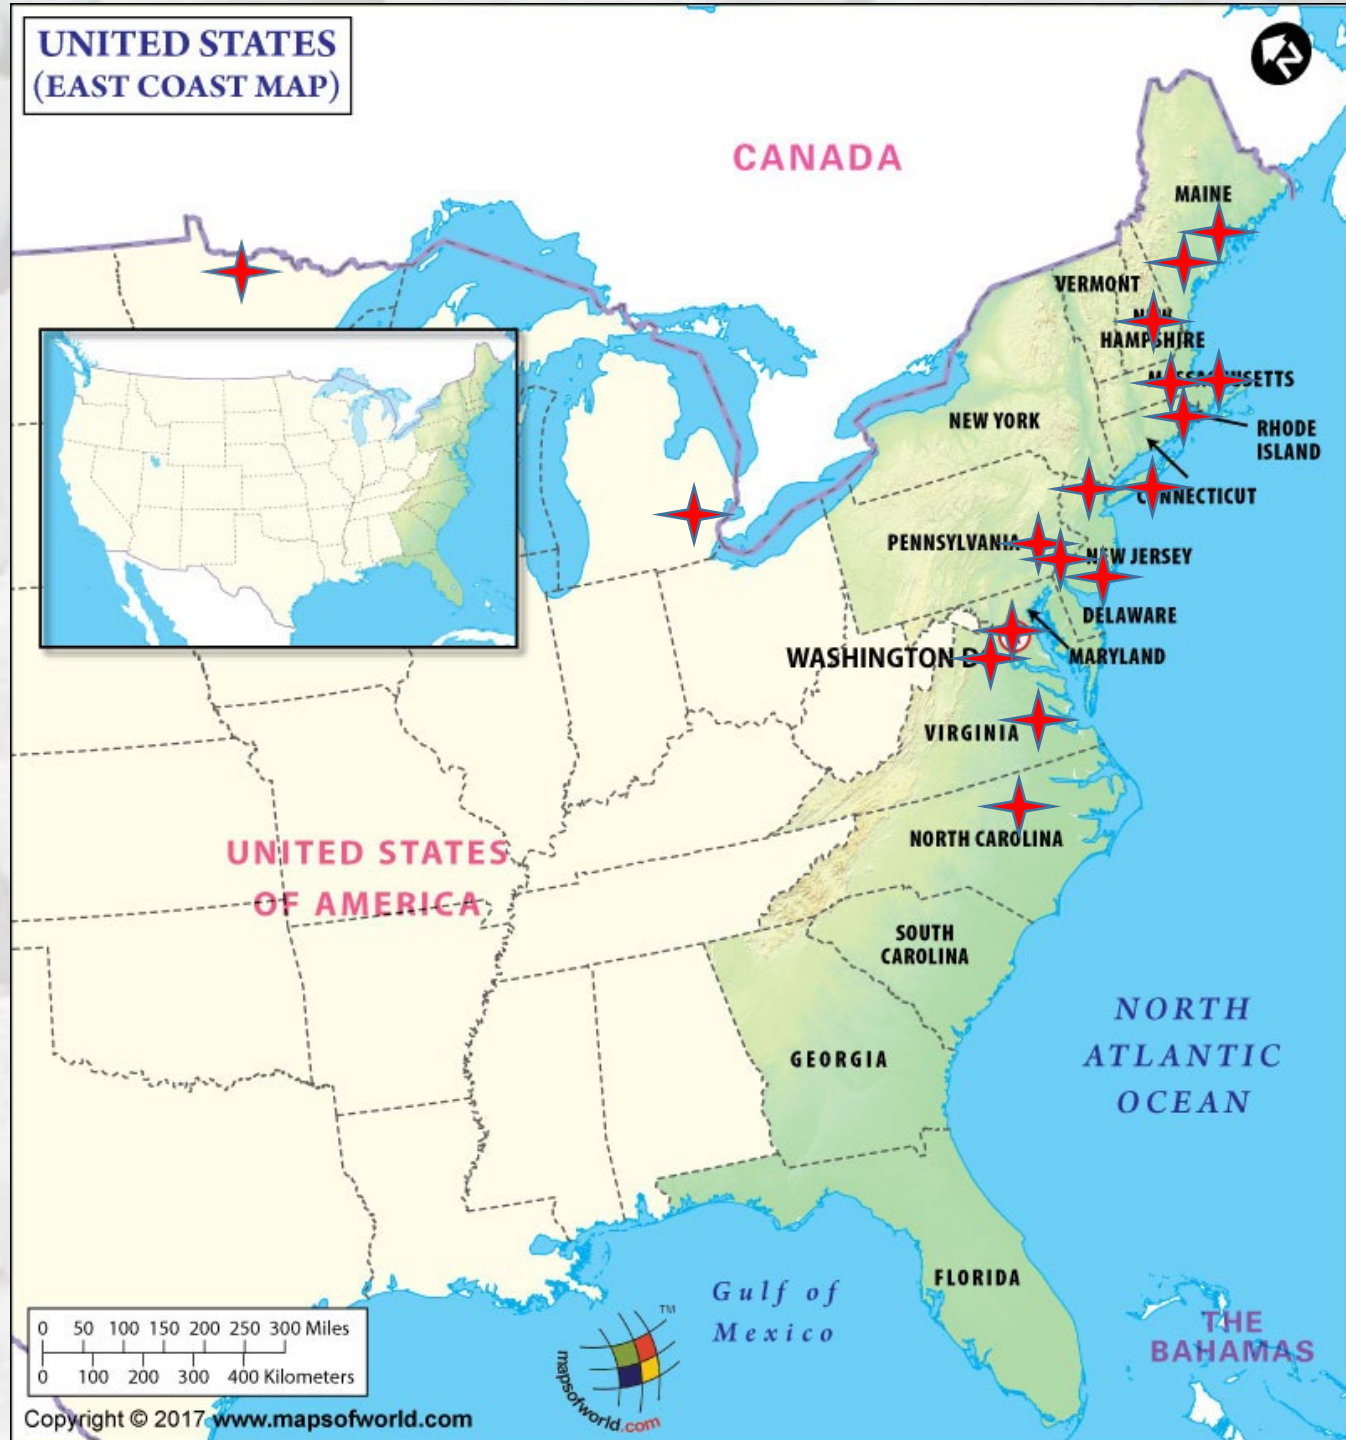 UNITED STATES
(EAST COAST MAP)
N
CANADA
MAINE
VERMONT
HAMPSHIRE
NEW YORK
RHODE
ISLAND
PENNSYLVANIA
NEW JERSEY
CONNECTICUT
DELAWARE
WASHINGTON D
MARYLAND
VIRGINIA
NORTH CAROLINA
UNITED STATES
OF AMERICA
SOUTH
CAROLINA
GEORGIA
NORTH
ATLANTIC
OCEAN
FLORIDA
Gulf of
Mexico
THE
BAHAMAS
0 50 100 150 200 250 300 Miles
0 100 200 300 400 Kilometers
TM
mapsofworld.com
Copyright © 2017 www.mapsofworld.com